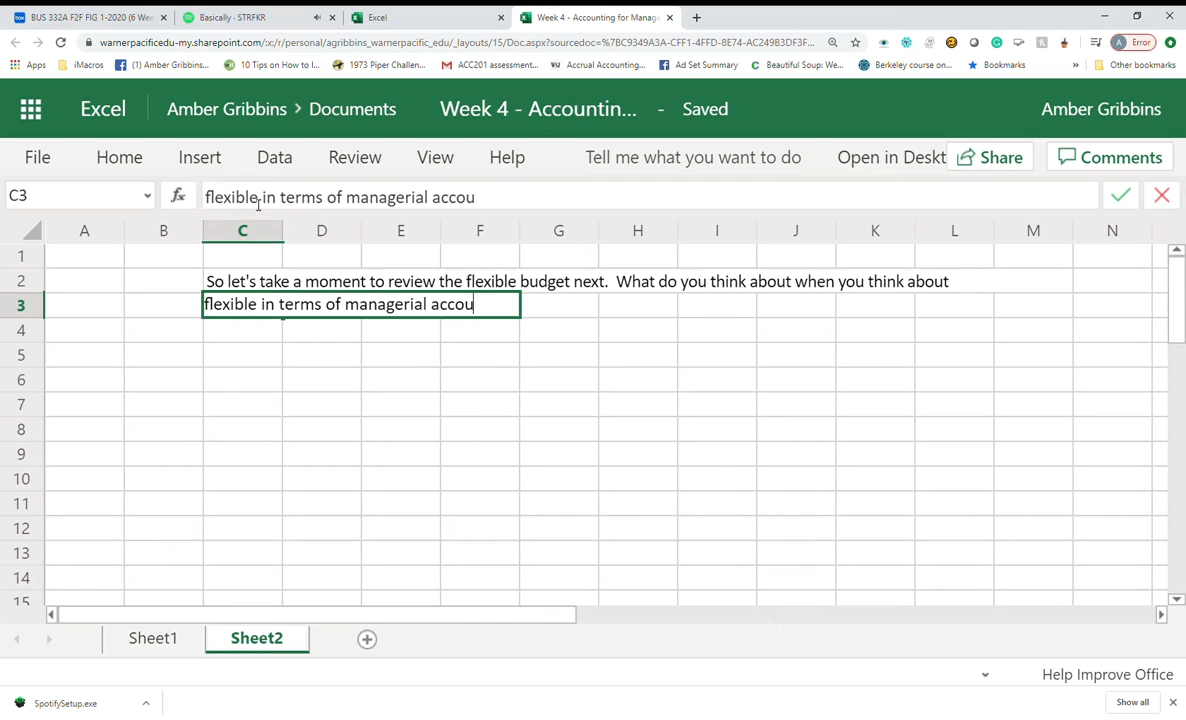 BUS 332A F2F FIG 1-2020 (6 Wee
Basically · STRFKR
Excel
Week 4 - Accounting for Manage
warnerpacificedu-my.sharepoint.com/:x:/r/personal/agribbins_warnerpacific_edu/_layouts/15/Doc.aspx?sourcedoc=%7BC9349A3A-CFF1-4FFD-8E74-AC249B3DF3F...
Error
Apps
iMacros
(1) Amber Gribbins...
10 Tips on How to I...
1973 Piper Challen...
ACC201 assessment...
Accrual Accounting...
Ad Set Summary
Beautiful Soup: We...
Berkeley course on...
Bookmarks
»
Other bookmarks
Excel
Amber Gribbins > Documents
Week 4 - Accountin... - Saved
Amber Gribbins
File Home Insert Data Review View Help Tell me what you want to do Open in Deskt Share Comments
C3 fx flexible in terms of managerial accou
A B C D E F G H I J K L M N
1
2 So let's take a moment to review the flexible budget next. What do you think about when you think about
3 flexible in terms of managerial accou
4
5
6
7
8
9
10
11
12
13
14
15
Sheet1 Sheet2
Help Improve Office
SpotifySetup.exe
Show all